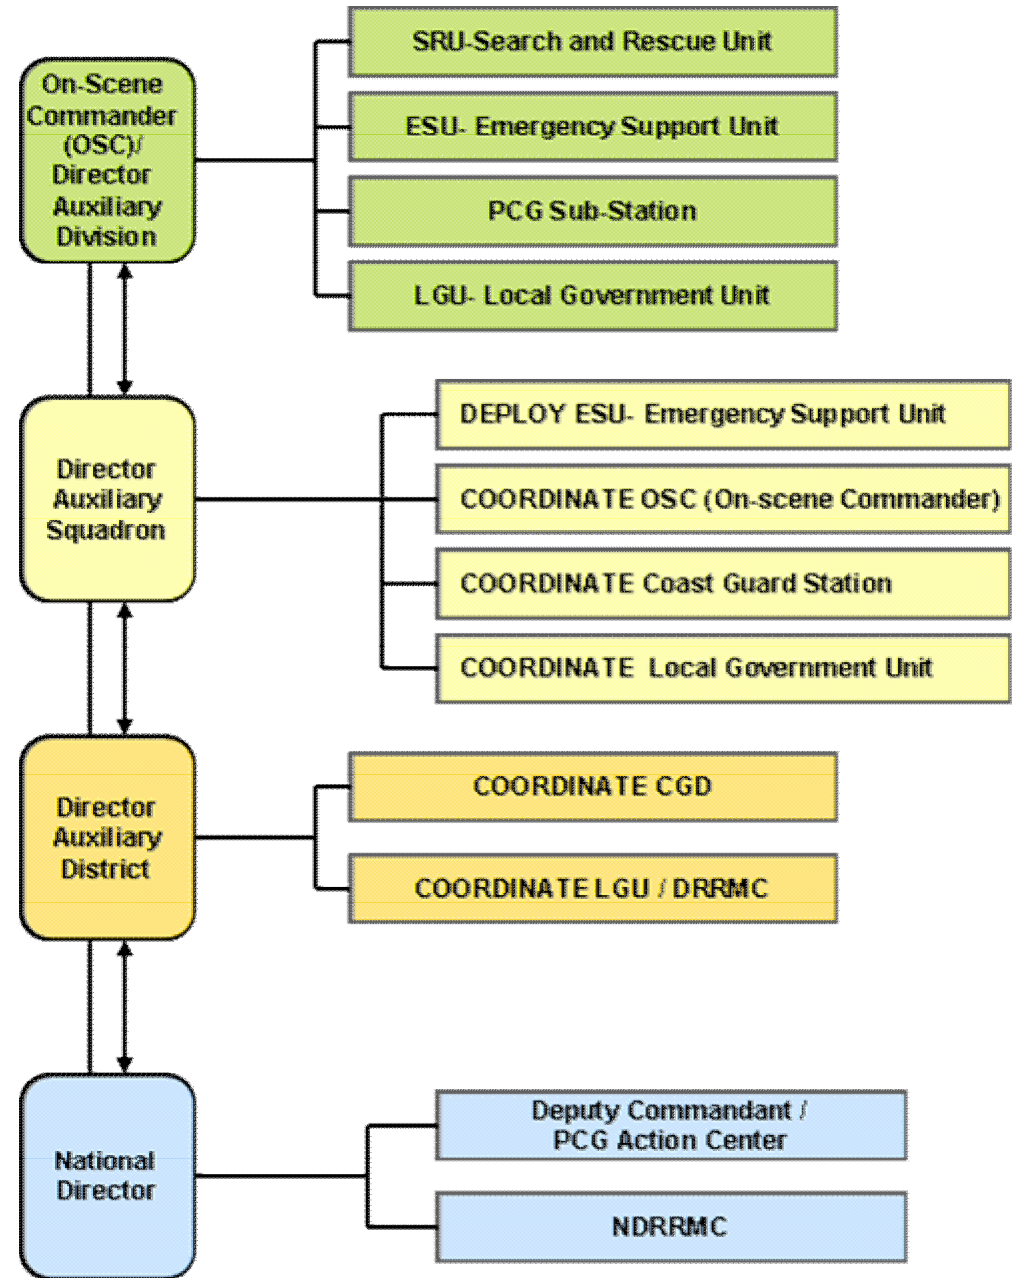 On-Scene
Commander
(OSC)/
Director
Auxiliary
Division
SRU-Search and Rescue Unit
ESU- Emergency Support Unit
PCG Sub-Station
LGU- Local Government Unit
Director
Auxiliary
Squadron
DEPLOY ESU- Emergency Support Unit
COORDINATE OSC (On-scene Commander)
COORDINATE Coast Guard Station
COORDINATE Local Government Unit
Director
Auxiliary
District
COORDINATE CGD
COORDINATE LGU / DRRMC
National
Director
Deputy Commandant /
PCG Action Center
NDRRMC